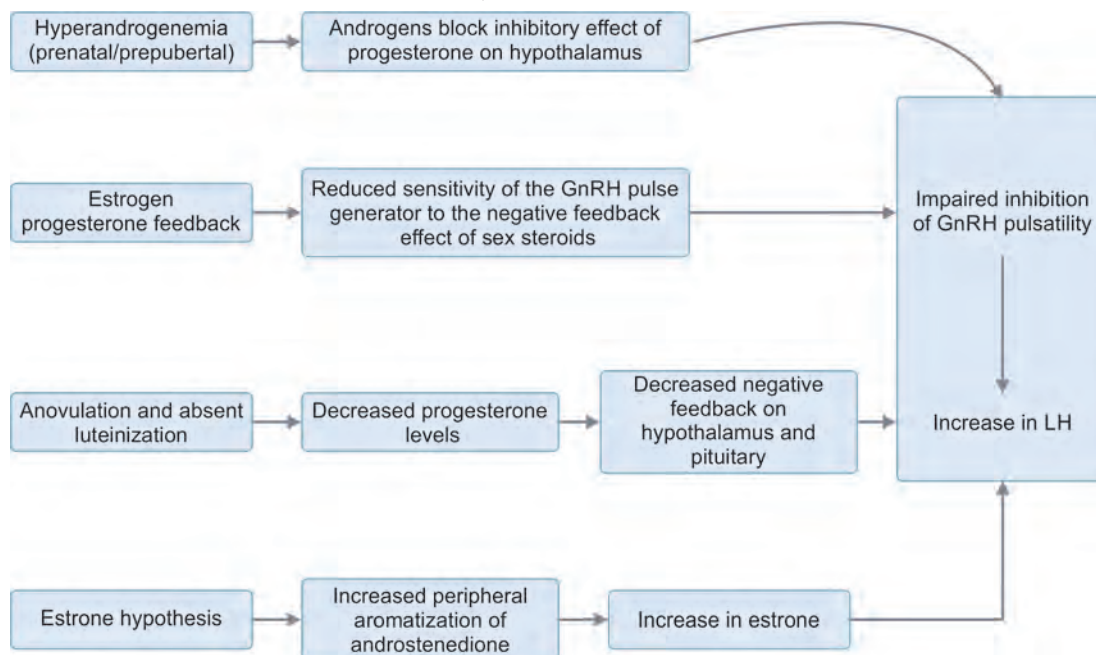 Hyperandrogenemia
(prenatal/prepubertal)
Androgens block inhibitory effect of
progesterone on hypothalamus
Estrogen
progesterone feedback
Reduced sensitivity of the GnRH pulse
generator to the negative feedback
effect of sex steroids
Impaired inhibition
of GnRH pulsatility
Anovulation and absent
luteinization
Decreased progesterone
levels
Decreased negative
feedback on
hypothalamus and
pituitary
Increase in LH
Estrone hypothesis
Increased peripheral
aromatization of
androstenedione
Increase in estrone